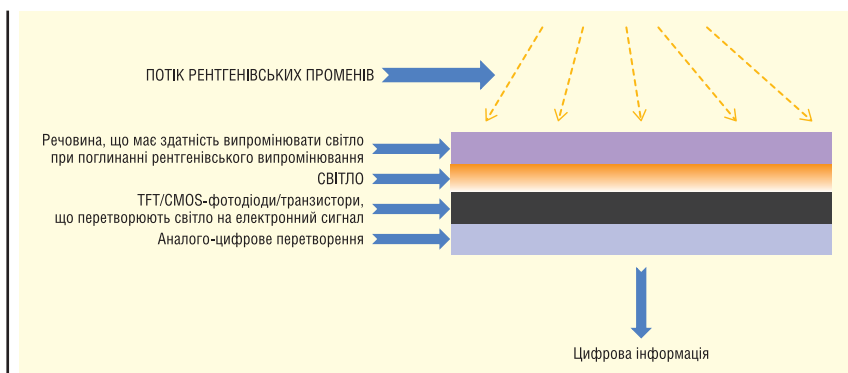 ПОТІК РЕНТГЕНІВСЬКИХ ПРОМЕНІВ
Речовина, що має здатність випромінювати світло
при поглинанні рентгенівського випромінювання
СВІТЛО
TFT/CMOS-фотодіоди/транзистори,
що перетворюють світло на електронний сигнал
Аналого-цифрове перетворення
Цифрова інформація